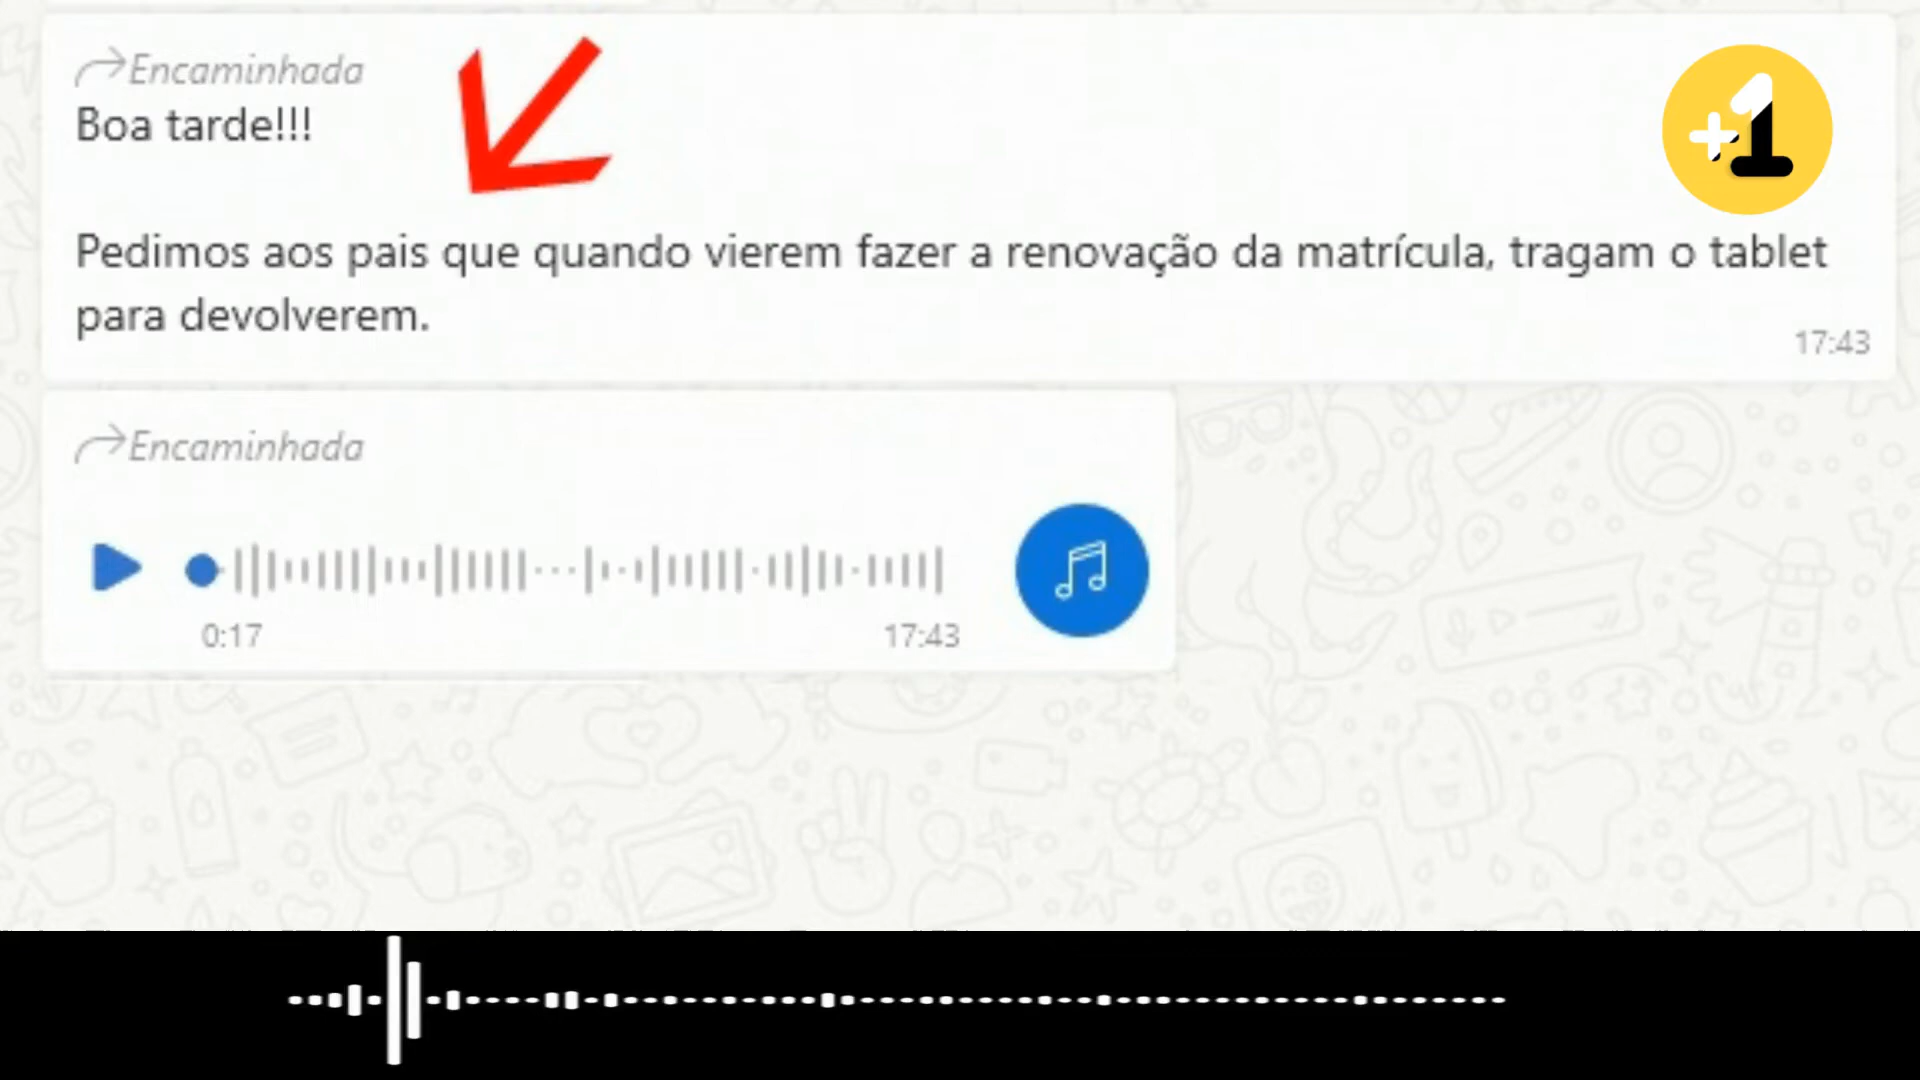 Encaminhada
Boa tarde!!!
+1
Pedimos aos pais que quando vierem fazer a renovação da matrícula, tragam o tablet
para devolverem.
17:43
Encaminhada
0:17
17:43